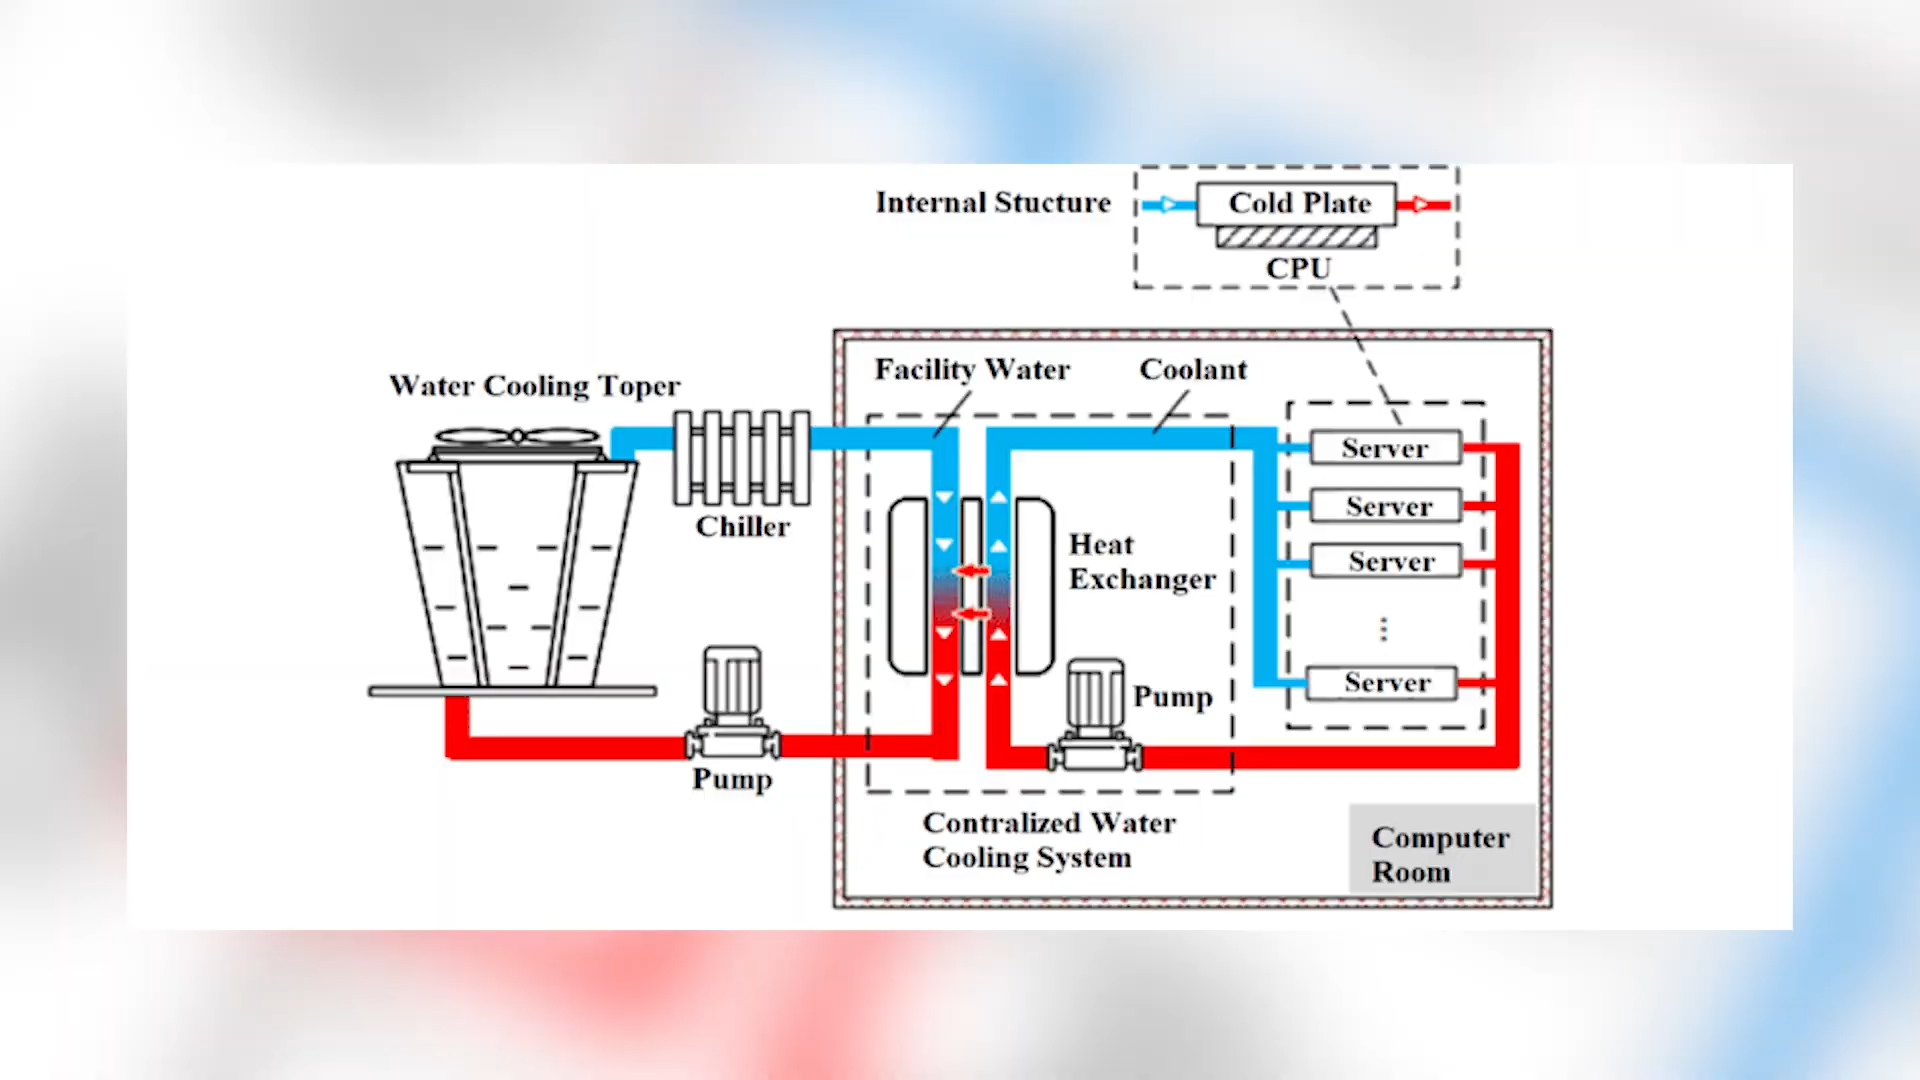 Internal Stucture
Cold Plate
CPU
Water Cooling Toper
Facility Water
Coolant
Chiller
Heat
Exchanger
Server
Server
Server
Server
Pump
Pump
Contralized Water
Cooling System
Computer
Room